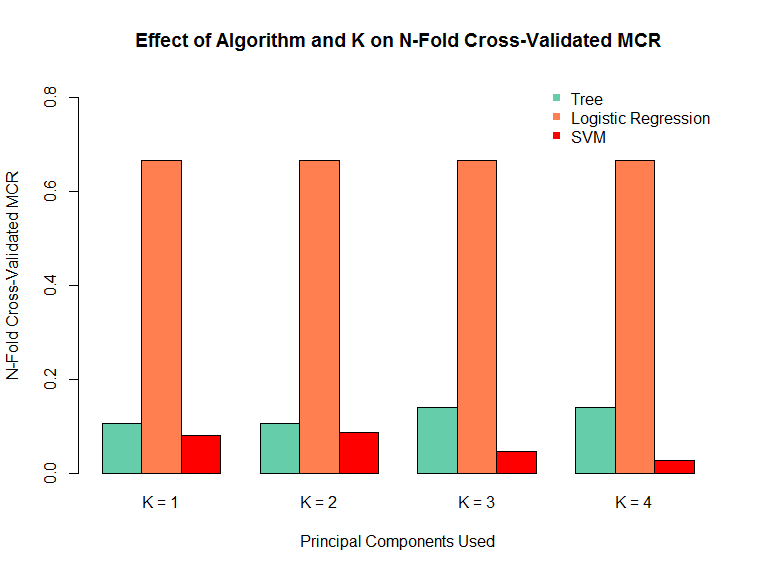 Effect of Algorithm and K on N-Fold Cross-Validated MCR
Tree
Logistic Regression
SVM
N-Fold Cross-Validated MCR
0.8
0.6
0.4
0.2
0.0
K = 1
K = 2
K = 3
K = 4
Principal Components Used